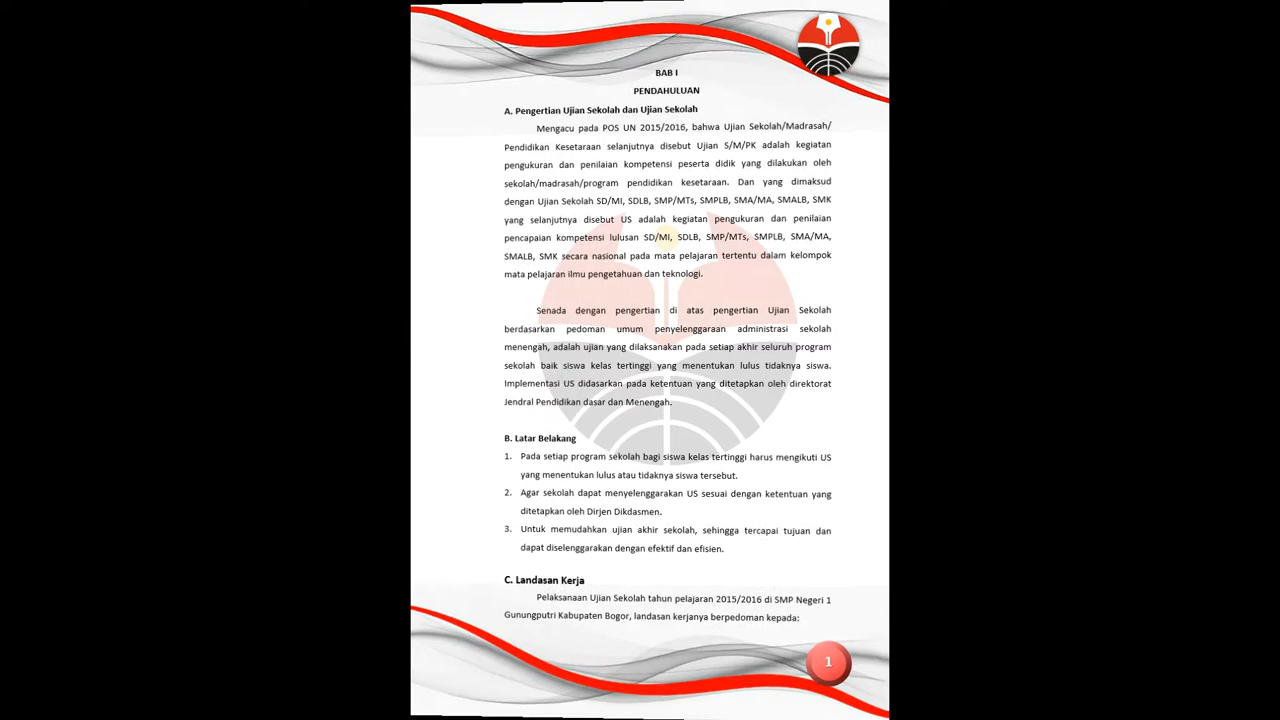 BAB I
PENDAHULUAN
A. Pengertian Ujian Sekolah dan Ujian Sekolah
Mengacu pada POS UN 2015/2016, bahwa Ujian Sekolah/Madrasah/
Pendidikan Kesetaraan selanjutnya disebut Ujian S/M/PK adalah kegiatan
pengukuran dan penilaian kompetensi peserta didik yang dilakukan oleh
sekolah/madrasah/program pendidikan kesetaraan. Dan yang dimaksud
dengan Ujian Sekolah SD/MI, SDLB, SMP/MTs, SMPLB, SMA/MA, SMALB, SMK
yang selanjutnya disebut US adalah kegiatan pengukuran dan penilaian
pencapaian kompetensi lulusan SD/MI, SDLB, SMP/MTs, SMPLB, SMA/MA,
SMALB, SMK secara nasional pada mata pelajaran tertentu dalam kelompok
mata pelajaran ilmu pengetahuan dan teknologi.
Senada dengan pengertian di atas pengertian Ujian Sekolah
berdasarkan pedoman umum penyelenggaraan administrasi sekolah
menengah, adalah ujian yang dilaksanakan pada setiap akhir seluruh program
sekolah baik siswa kelas tertinggi yang menentukan lulus tidaknya siswa.
Implementasi US didasarkan pada ketentuan yang ditetapkan oleh direktorat
Jendral Pendidikan dasar dan Menengah.
B. Latar Belakang
1. Pada setiap program sekolah bagi siswa kelas tertinggi harus mengikuti US
yang menentukan lulus atau tidaknya siswa tersebut.
2. Agar sekolah dapat menyelenggarakan US sesuai dengan ketentuan yang
ditetapkan oleh Dirjen Dikdasmen.
3. Untuk memudahkan ujian akhir sekolah, sehingga tercapai tujuan dan
dapat diselenggarakan dengan efektif dan efisien.
C. Landasan Kerja
Pelaksanaan Ujian Sekolah tahun pelajaran 2015/2016 di SMP Negeri 1
Gunungputri Kabupaten Bogor, landasan kerjanya berpedoman kepada:
1